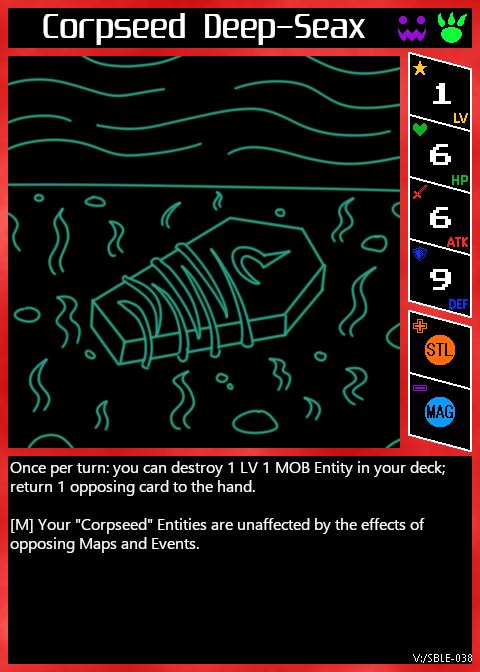 Corpseed Deep-Seax
1
LV
6
HP
6
ATK
9
DEF
STL
MAG
Once per turn: you can destroy 1 LV 1 MOB Entity in your deck;
return 1 opposing card to the hand.
[M] Your "Corpseed" Entities are unaffected by the effects of
opposing Maps and Events.
V:/SBLE-038